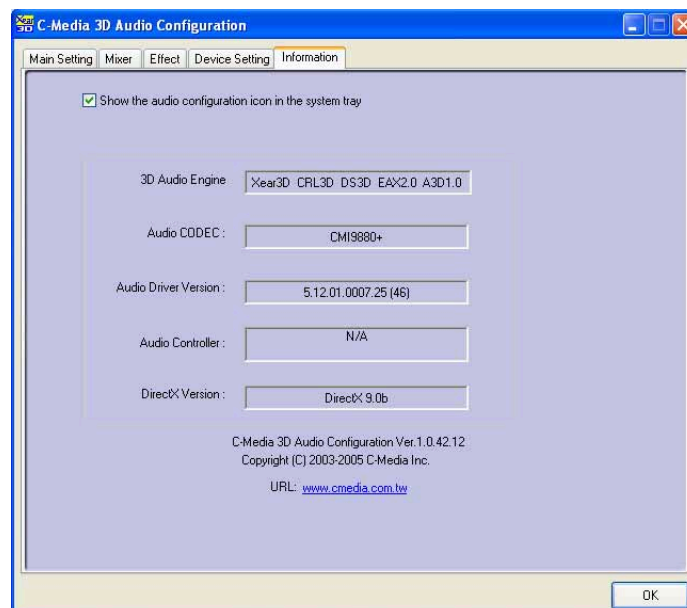 Xear 3D C-Media 3D Audio Configuration
Main Setting Mixer Effect Device Setting Information
Show the audio configuration icon in the system tray
3D Audio Engine Xear3D CRL3D DS3D EAX2.0 A3D1.0
Audio CODEC : CMI9880+
Audio Driver Version : 5.12.01.0007.25 (46)
Audio Controller : N/A
DirectX Version : DirectX 9.0b
C-Media 3D Audio Configuration Ver.1.0.42.12
Copyright (C) 2003-2005 C-Media Inc.
URL: www.cmedia.com.tw
OK